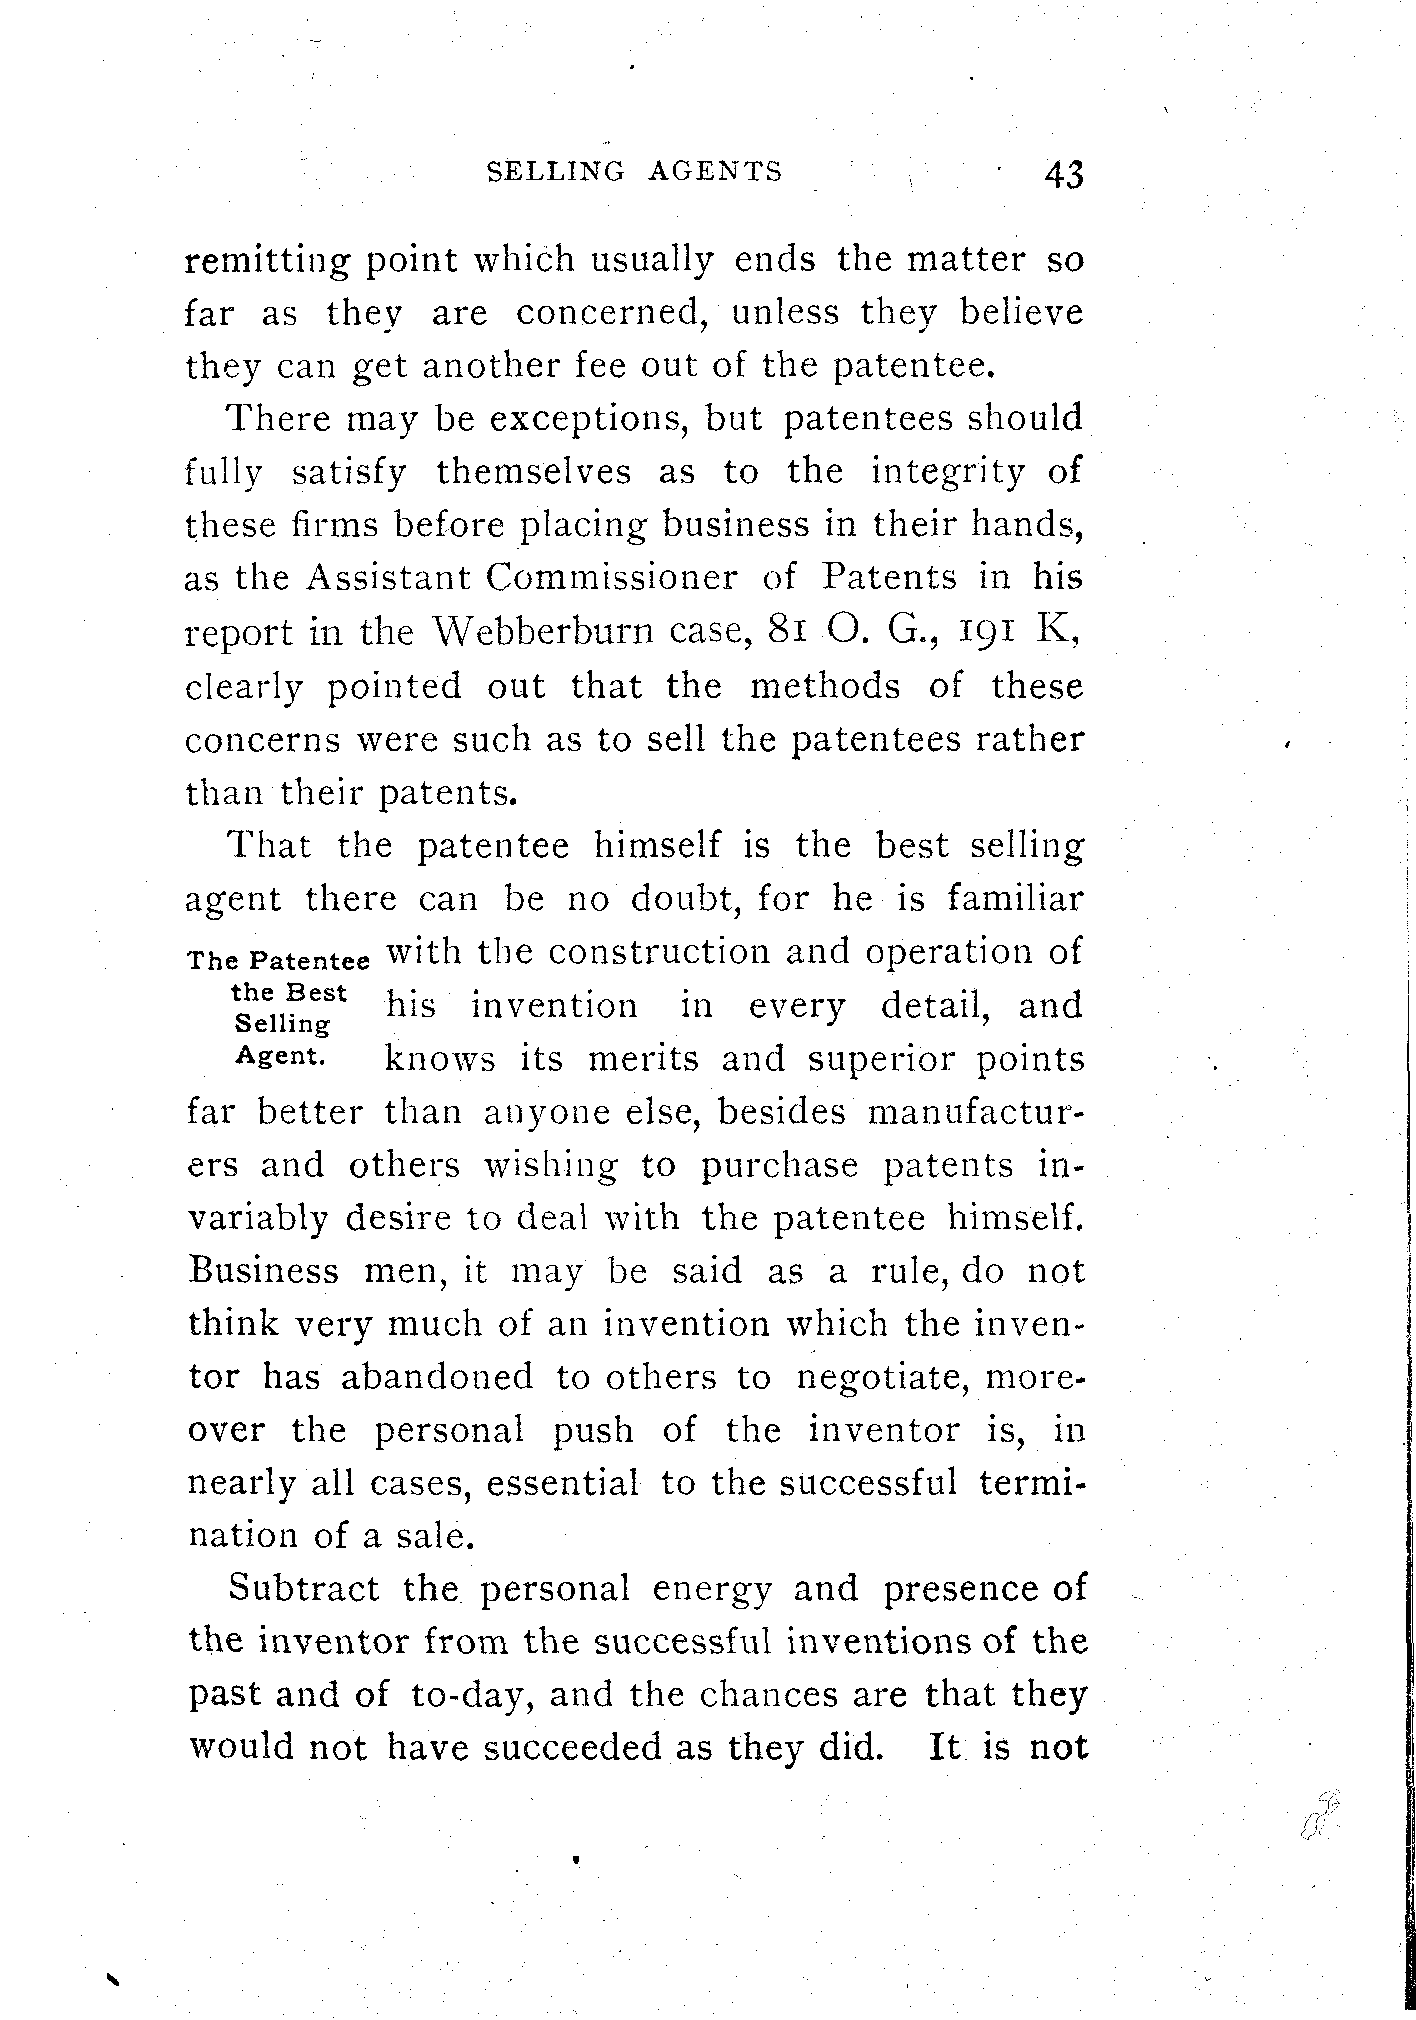 SELLING AGENTS 43
remitting point which usually ends the matter so
far as they are concerned, unless they believe
they can get another fee out of the patentee.
There may be exceptions, but patentees should
fully satisfy themselves as to the integrity of
these firms before placing business in their hands,
as the Assistant Commissioner of Patents in his
report in the Webberburn case, 81 O. G., 191 K,
clearly pointed out that the methods of these
concerns were such as to sell the patentees rather
than their patents.
That the patentee himself is the best selling
agent there can be no doubt, for he is familiar
The Patentee
the Best
Selling
Agent.
with the construction and operation of
his invention in every detail, and
knows its merits and superior points
far better than anyone else, besides manufactur-
ers and others wishing to purchase patents in-
variably desire to deal with the patentee himself.
Business men, it may be said as a rule, do not
think very much of an invention which the inven-
tor has abandoned to others to negotiate, more-
over the personal push of the inventor is, in
nearly all cases, essential to the successful termi-
nation of a sale.
Subtract the personal energy and presence of
the inventor from the successful inventions of the
past and of to-day, and the chances are that they
would not have succeeded as they did. It is not